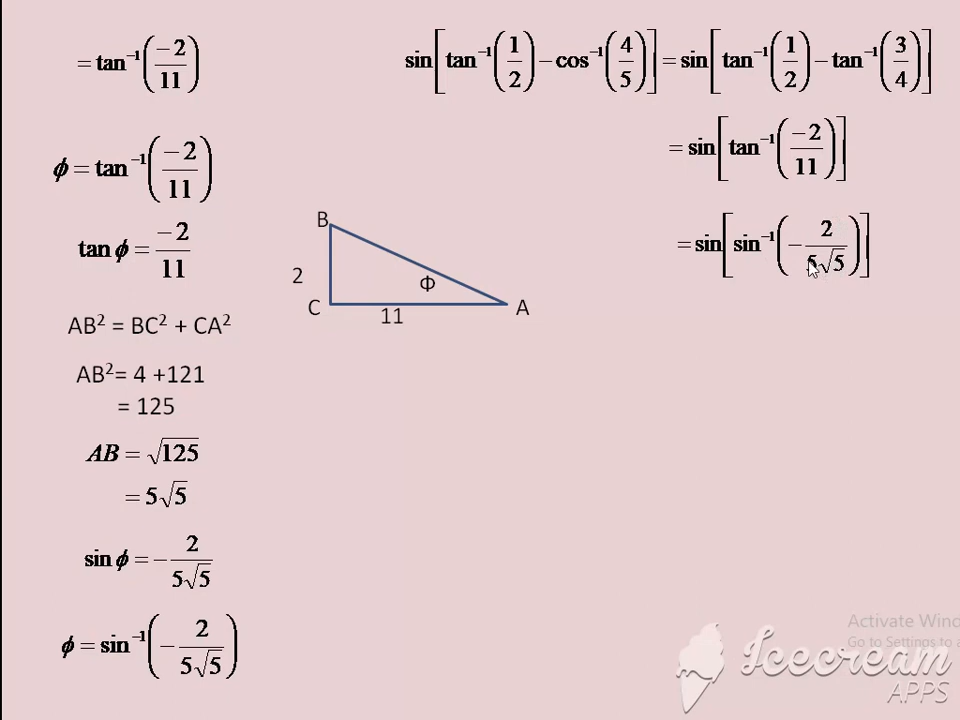 = tan⁻¹(−2/11)
ϕ = tan⁻¹(−2/11)
tan ϕ = −2/11
AB² = BC² + CA²
AB²= 4 +121
= 125
AB = √125
= 5√5
sin ϕ = − 2/5√5
ϕ = sin⁻¹(− 2/5√5)
B
2
Φ
C
11
A
sin[tan⁻¹(1/2) − cos⁻¹(4/5)] = sin[tan⁻¹(1/2) − tan⁻¹(3/4)]
= sin[tan⁻¹(−2/11)]
= sin[sin⁻¹(− 2/5√5)]
Activate Wind
Go to Settings to a
Icecream
APPS